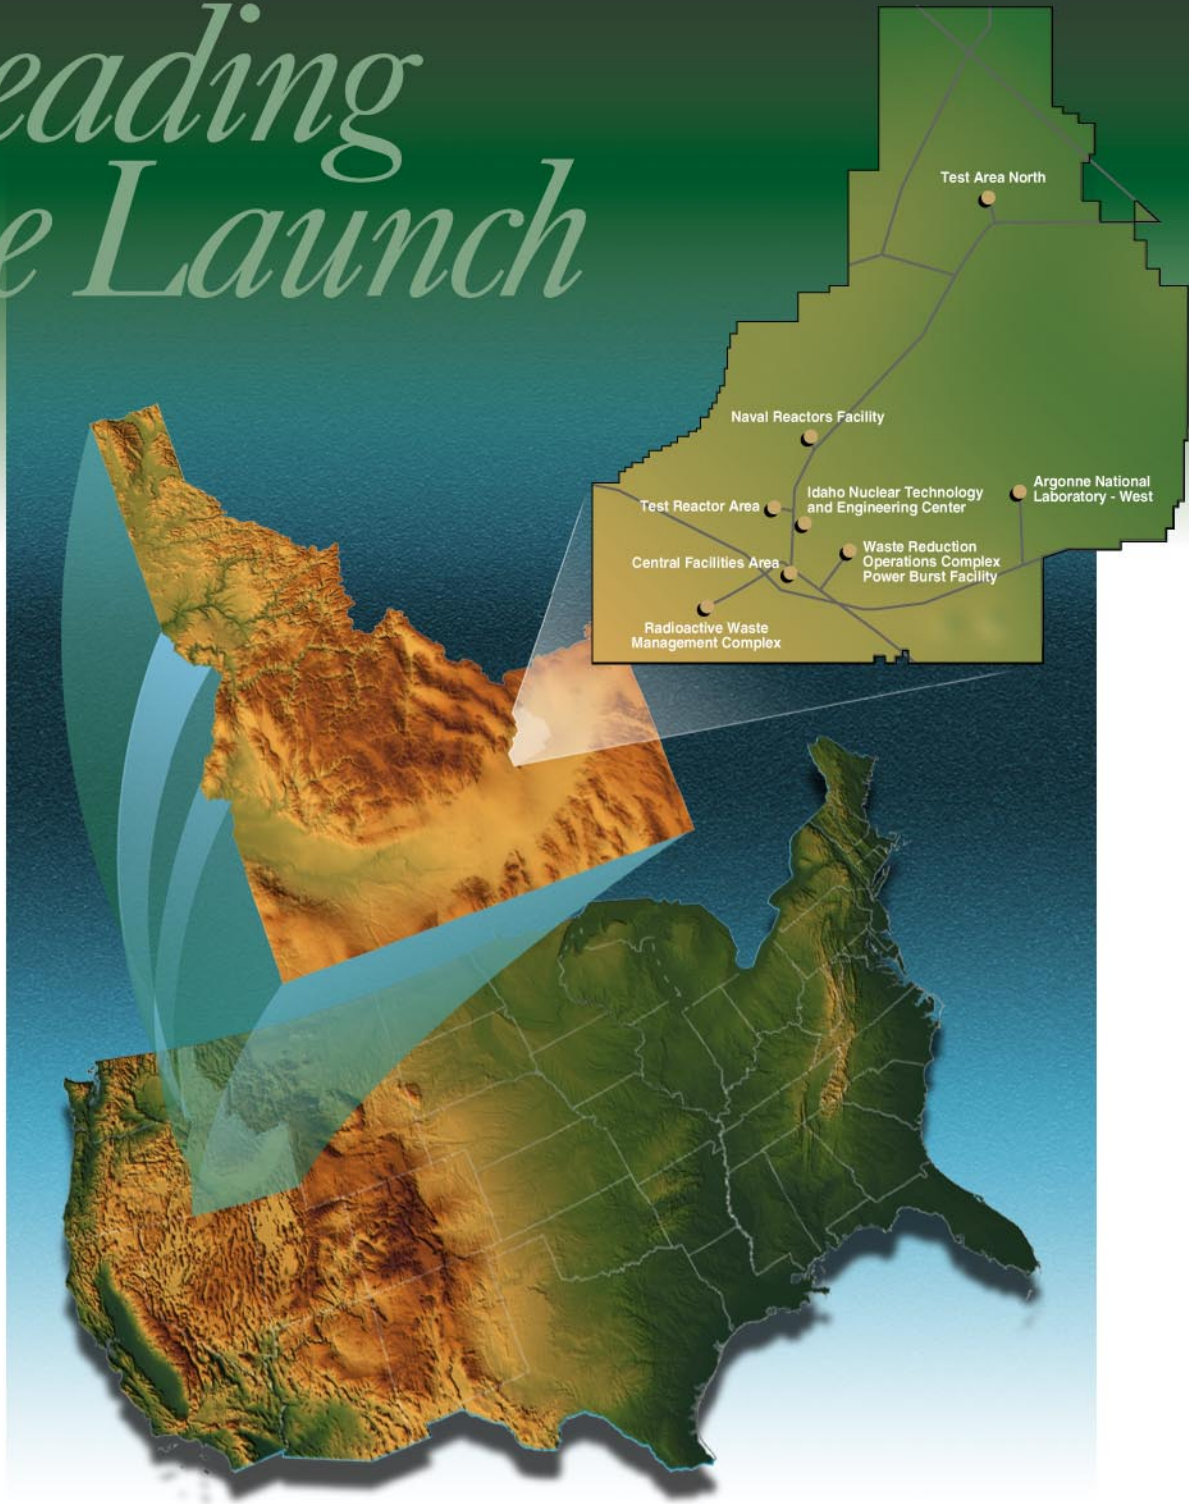 eading
e Launch
Test Area North
Naval Reactors Facility
Argonne National
Laboratory - West
Idaho Nuclear Technology
and Engineering Center
Test Reactor Area
Waste Reduction
Operations Complex
Power Burst Facility
Central Facilities Area
Radioactive Waste
Management Complex